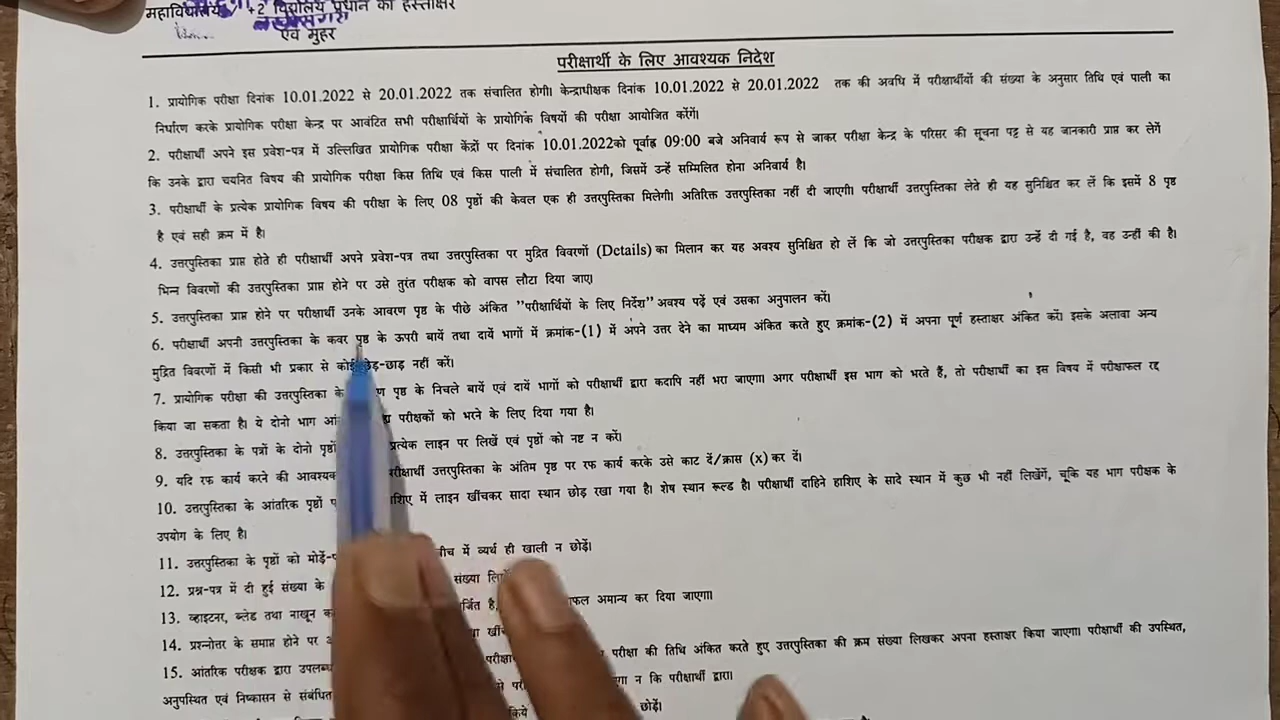 महाविद्यालय / +2 विद्यालय प्रधान का हस्ताक्षर
एवं मुहर
परीक्षार्थी के लिए आवश्यक निदेश
1. प्रायोगिक परीक्षा दिनांक 10.01.2022 से 20.01.2022 तक संचालित होगी। केन्द्राधीक्षक दिनांक 10.01.2022 से 20.01.2022 तक की अवधि में परीक्षार्थीयों की संख्या के अनुसार तिथि एवं पाली का
निर्धारण करके प्रायोगिक परीक्षा केन्द्र पर आवंटित सभी परीक्षार्थियों के प्रायोगिक विषयों की परीक्षा आयोजित करेंगें।
2. परीक्षार्थी अपने इस प्रवेश-पत्र में उल्लिखित प्रायोगिक परीक्षा केंद्रों पर दिनांक 10.01.2022को पूर्वाह्न 09:00 बजे अनिवार्य रूप से जाकर परीक्षा केन्द्र के परिसर की सूचना पट्ट से यह जानकारी प्राप्त कर लेगें
कि उनके द्वारा चयनित विषय की प्रायोगिक परीक्षा किस तिथि एवं किस पाली में संचालित होगी, जिसमें उन्हें सम्मिलित होना अनिवार्य है।
3. परीक्षार्थी के प्रत्येक प्रायोगिक विषय की परीक्षा के लिए 08 पृष्ठों की केवल एक ही उत्तरपुस्तिका मिलेगी। अतिरिक्त उत्तरपुस्तिका नहीं दी जाएगी। परीक्षार्थी उत्तरपुस्तिका लेते ही यह सुनिश्चित कर लें कि इसमें 8 पृष्ठ
है एवं सही क्रम में है।
4. उत्तरपुस्तिका प्राप्त होते ही परीक्षार्थी अपने प्रवेश-पत्र तथा उत्तरपुस्तिका पर मुद्रित विवरणों (Details) का मिलान कर यह अवश्य सुनिश्चित हो लें कि जो उत्तरपुस्तिका परीक्षक द्वारा उन्हें दी गई है, वह उन्हीं की है।
भिन्न विवरणों की उत्तरपुस्तिका प्राप्त होने पर उसे तुरंत परीक्षक को वापस लौटा दिया जाए।
5. उत्तरपुस्तिका प्राप्त होने पर परीक्षार्थी उनके आवरण पृष्ठ के पीछे अंकित "परीक्षार्थियों के लिए निर्देश" अवश्य पढ़ें एवं उसका अनुपालन करें।
6. परीक्षार्थी अपनी उत्तरपुस्तिका के कवर पृष्ठ के ऊपरी बायें तथा दायें भागों में क्रमांक-(1) में अपने उत्तर देने का माध्यम अंकित करते हुए क्रमांक-(2) में अपना पूर्ण हस्ताक्षर अंकित करें। इसके अलावा अन्य
मुद्रित विवरणों में किसी भी प्रकार से कोई छेड़-छाड़ नहीं करें।
7. प्रायोगिक परीक्षा की उत्तरपुस्तिका के पृष्ठ के निचले बायें एवं दायें भागों को परीक्षार्थी द्वारा कदापि नहीं भरा जाएगा। अगर परीक्षार्थी इस भाग को भरते हैं, तो परीक्षार्थी का इस विषय में परीक्षाफल रद्द
किया जा सकता है। ये दोनो भाग परीक्षकों को भरने के लिए दिया गया है।
8. उत्तरपुस्तिका के पत्रों के दोनो पृष्ठों प्रत्येक लाइन पर लिखें एवं पृष्ठों को नष्ट न करें।
9. यदि रफ कार्य करने की परीक्षार्थी उत्तरपुस्तिका के अंतिम पृष्ठ पर रफ कार्य करके उसे काट दें/क्रास (x) कर दें।
10. उत्तरपुस्तिका के आंतरिक पृष्ठों में लाइन खींचकर सादा स्थान छोड़ रखा गया है। शेष स्थान रूल्ड है। परीक्षार्थी दाहिने हाशिए के सादे स्थान में कुछ भी नहीं लिखेगें, चूकि यह भाग परीक्षक के
उपयोग के लिए है।
11. उत्तरपुस्तिका के पृष्ठों को में व्यर्थ ही खाली न छोड़ें।
12. प्रश्न-पत्र में दी हुई संख्या के संख्या
13. व्हाइटनर, ब्लेड तथा नाखून अमान्य कर दिया जाएगा।
14. प्रश्नोत्तर के समाप्त होने पर
15. आंतरिक परीक्षक द्वारा परीक्षा की तिथि अंकित करते हुए उत्तरपुस्तिका की क्रम संख्या लिखकर अपना हस्ताक्षर किया जाएगा। परीक्षार्थी की उपस्थित,
अनुपस्थित एवं निष्कासन से संबंधित न कि परीक्षार्थी द्वारा।
छोड़ें।